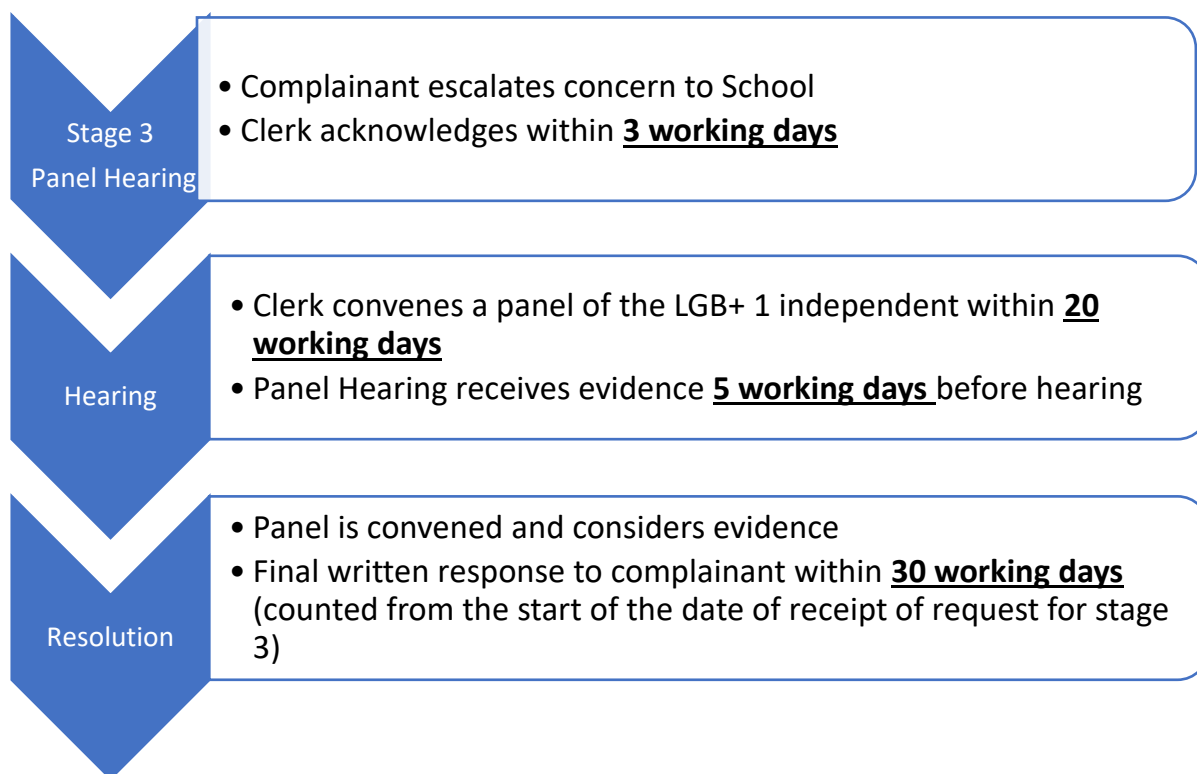 Stage 3
Panel Hearing
• Complainant escalates concern to School
• Clerk acknowledges within 3 working days
Hearing
• Clerk convenes a panel of the LGB+ 1 independent within 20
working days
• Panel Hearing receives evidence 5 working days before hearing
Resolution
• Panel is convened and considers evidence
• Final written response to complainant within 30 working days
(counted from the start of the date of receipt of request for stage
3)